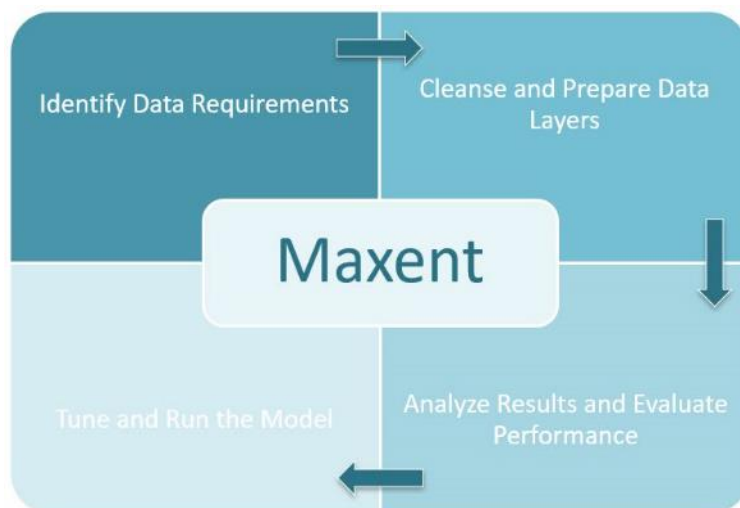 Identify Data Requirements
Cleanse and Prepare Data
Layers
Maxent
Tune and Run the Model
Analyze Results and Evaluate
Performance